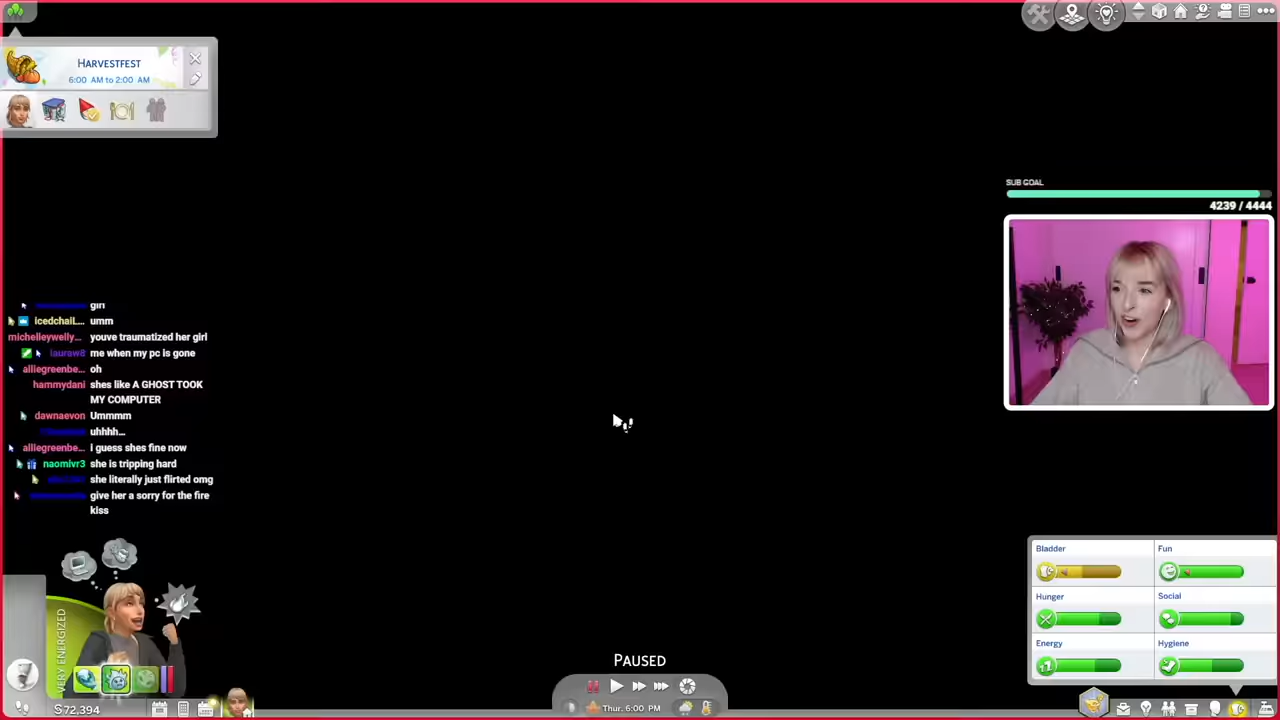 HARVESTFEST
6:00 AM to 2:00 AM
SUB GOAL
4239 / 4444
girl
icedchail... umm
michelleywelly... youve traumatized her girl
lauraw8 me when my pc is gone
alliegreenbe... oh
hammydani shes like A GHOST TOOK
MY COMPUTER
dawnaevon Ummmm
uhhhh...
alliegreenbe... i guess shes fine now
naomivr3 she is tripping hard
she literally just flirted omg
give her a sorry for the fire
kiss
VERY ENERGIZED
§72,394
PAUSED
Thur. 6:00 PM
Bladder
Fun
Hunger
Social
Energy
Hygiene